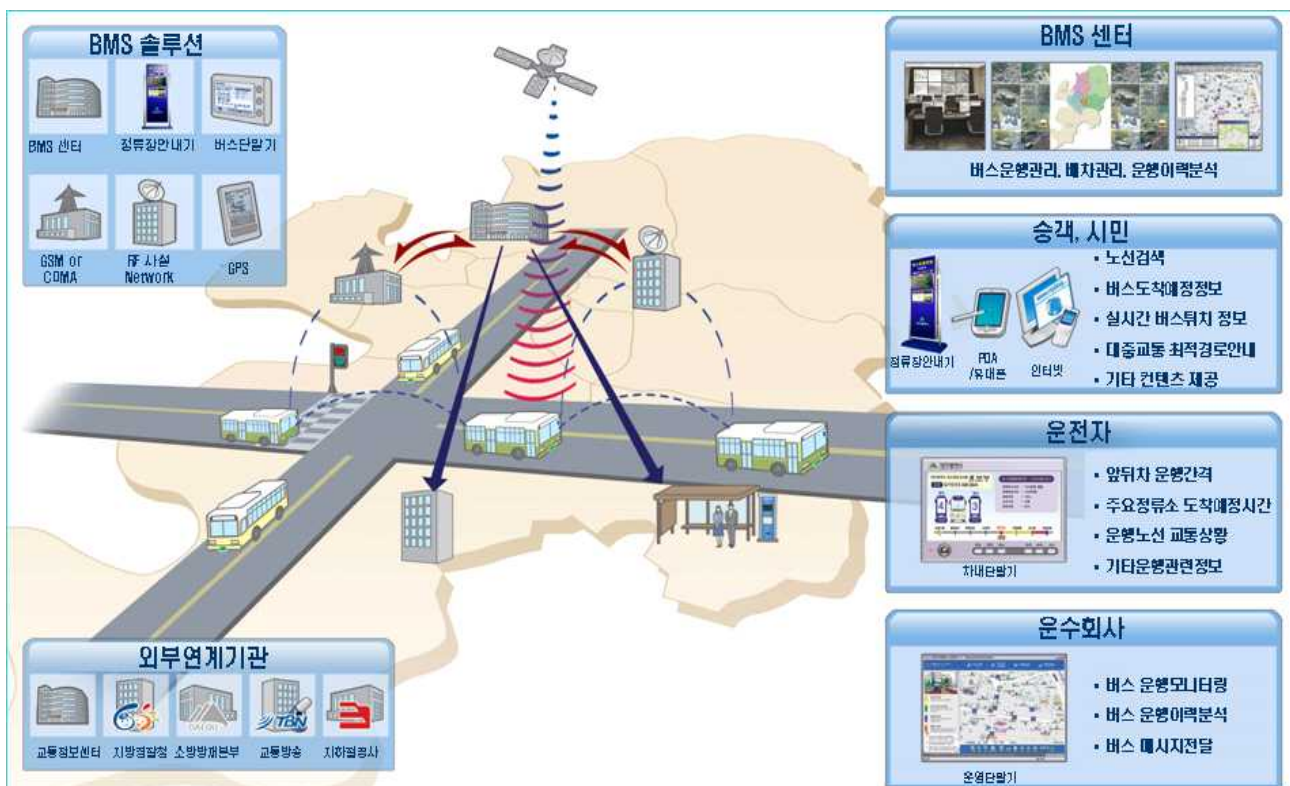 BMS 솔루션
BMS 센터
정류장안내기
버스단말기
GSM or
CDMA
RF 사설
Network
GPS
외부연계기관
교통정보센터
지방경찰청
소방방재본부
교통방송
지하철공사
TBN
BMS 센터
버스운행관리, 배차관리, 운행이력분석
승객, 시민
정류장안내기
PDA
/휴대폰
인터넷
▪ 노선검색
▪ 버스도착예정정보
▪ 실시간 버스위치 정보
▪ 대중교통 최적경로안내
▪ 기타 컨텐츠 제공
운전자
차내단말기
▪ 앞뒤차 운행간격
▪ 주요정류소 도착예정시간
▪ 운행노선 교통상황
▪ 기타운행관련정보
운수회사
운영단말기
▪ 버스 운행모니터링
▪ 버스 운행이력분석
▪ 버스 메시지전달